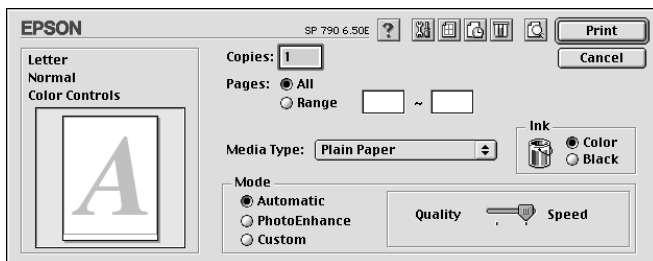 EPSON
SP 790 6.50E
?
Print
Cancel
Letter
Normal
Color Controls
A
Copies: 1
Pages: All
Range ~
Media Type: Plain Paper
Ink
Color
Black
Mode
Automatic
PhotoEnhance
Custom
Quality Speed